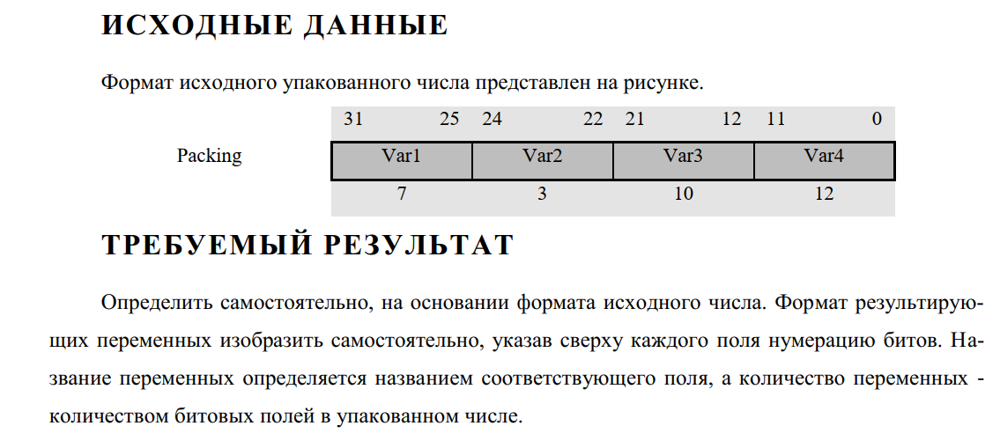 ИСХОДНЫЕ ДАННЫЕ
Формат исходного упакованного числа представлен на рисунке.
31 25 24 22 21 12 11 0
Packing Var1 Var2 Var3 Var4
7 3 10 12
ТРЕБУЕМЫЙ РЕЗУЛЬТАТ
Определить самостоятельно, на основании формата исходного числа. Формат результирую-
щих переменных изобразить самостоятельно, указав сверху каждого поля нумерацию битов. На-
звание переменных определяется названием соответствующего поля, а количество переменных -
количеством битовых полей в упакованном числе.